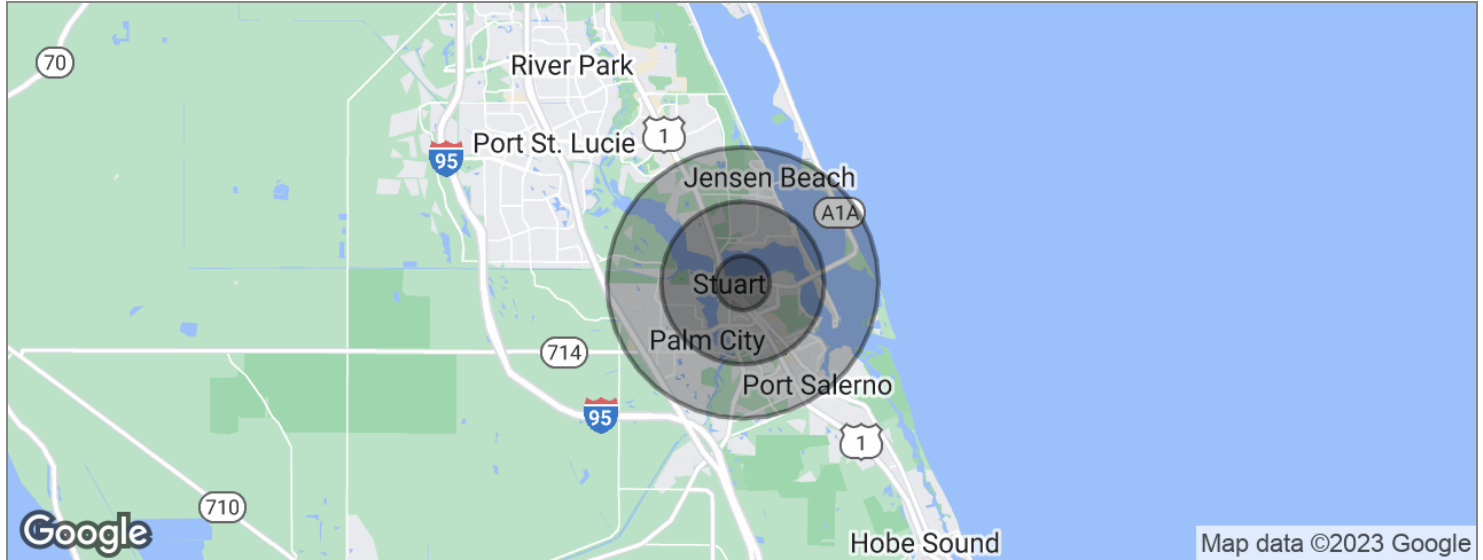 70
River Park
1
Port St. Lucie
95
Jensen Beach
A1A
Stuart
Palm City
714
Port Salerno
95
1
710
Google
Hobe Sound
Map data ©2023 Google